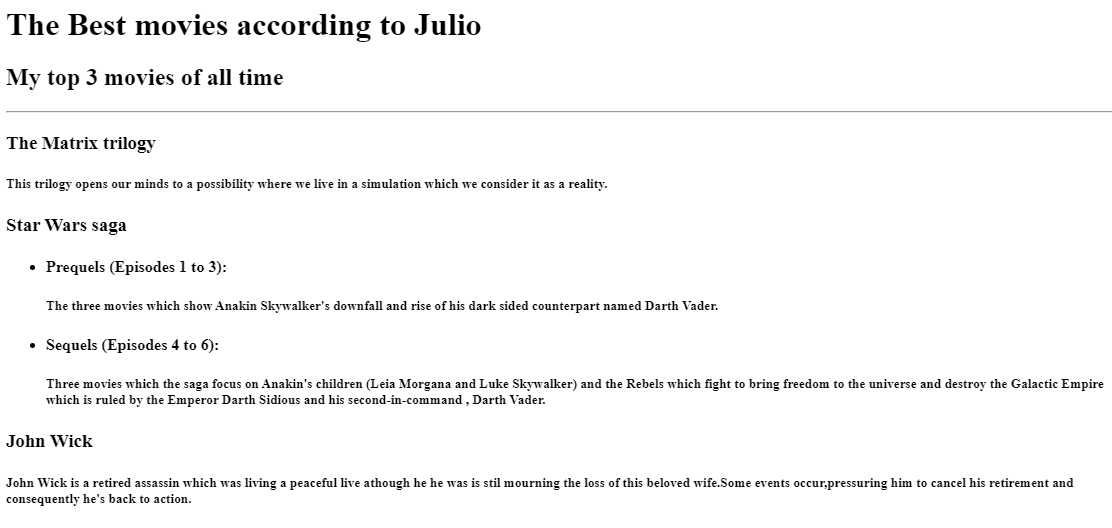 The Best movies according to Julio
My top 3 movies of all time
The Matrix trilogy
This trilogy opens our minds to a possibility where we live in a simulation which we consider it as a reality.
Star Wars saga
• Prequels (Episodes 1 to 3):
The three movies which show Anakin Skywalker's downfall and rise of his dark sided counterpart named Darth Vader.
• Sequels (Episodes 4 to 6):
Three movies which the saga focus on Anakin's children (Leia Morgana and Luke Skywalker) and the Rebels which fight to bring freedom to the universe and destroy the Galactic Empire
which is ruled by the Emperor Darth Sidious and his second-in-command , Darth Vader.
John Wick
John Wick is a retired assassin which was living a peaceful live athough he he was is stil mourning the loss of this beloved wife.Some events occur,pressuring him to cancel his retirement and
consequently he's back to action.